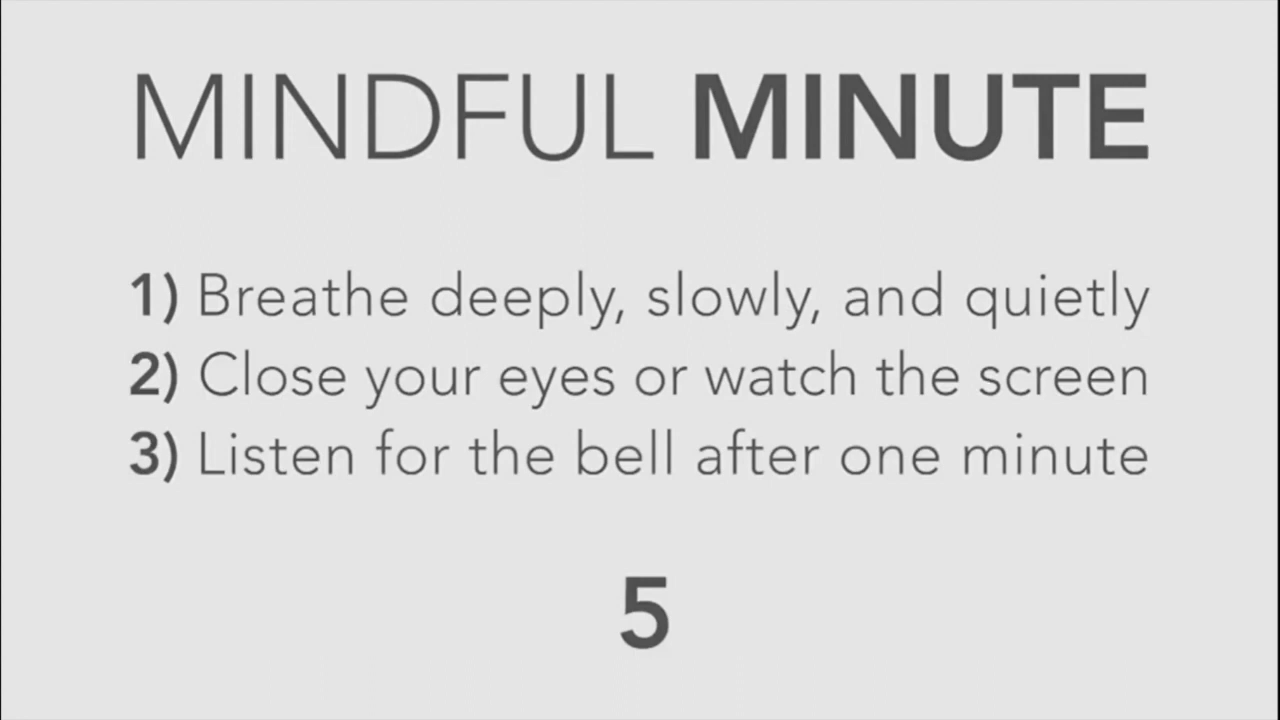 MINDFUL MINUTE
1) Breathe deeply, slowly, and quietly
2) Close your eyes or watch the screen
3) Listen for the bell after one minute
5